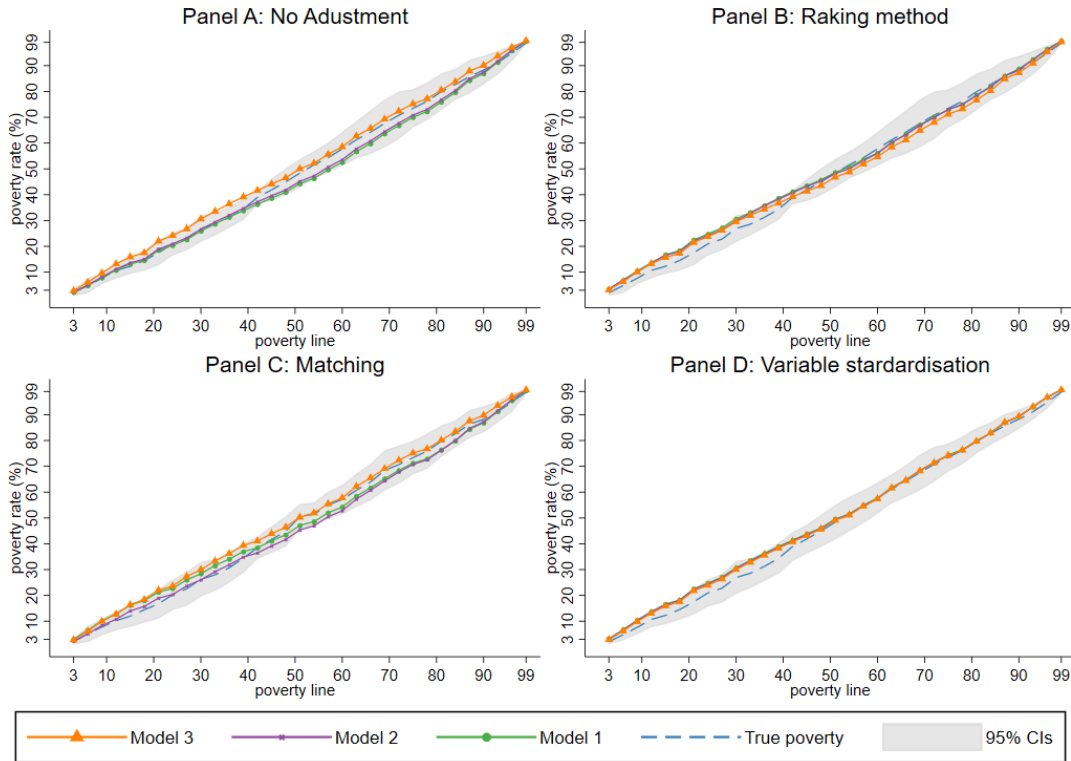 Panel A: No Adustment
poverty rate (%)
99
90
80
70
60
50
40
30
20
10
3
3 10 20 30 40 50 60 70 80 90 99
poverty line
Panel B: Raking method
poverty rate (%)
99
90
80
70
60
50
40
30
20
10
3
3 10 20 30 40 50 60 70 80 90 99
poverty line
Panel C: Matching
poverty rate (%)
99
90
80
70
60
50
40
30
20
10
3
3 10 20 30 40 50 60 70 80 90 99
poverty line
Panel D: Variable stardardisation
poverty rate (%)
99
90
80
70
60
50
40
30
20
10
3
3 10 20 30 40 50 60 70 80 90 99
poverty line
Model 3 Model 2 Model 1 True poverty 95% CIs